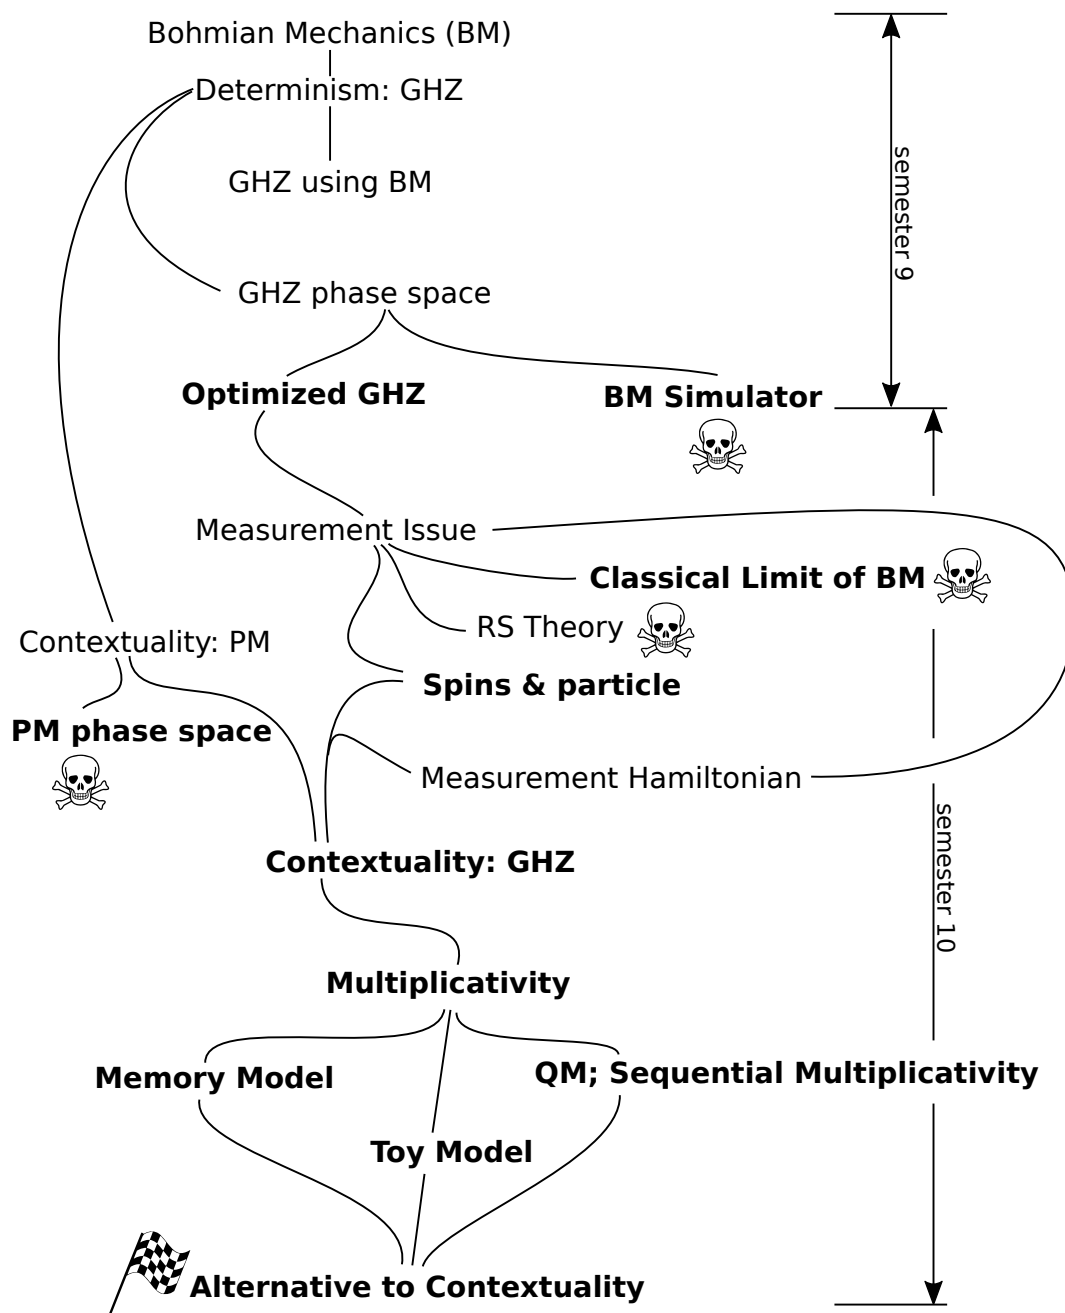 Bohmian Mechanics (BM)
Determinism: GHZ
GHZ using BM
semester 9
GHZ phase space
Optimized GHZ
BM Simulator
Measurement Issue
Classical Limit of BM
RS Theory
Contextuality: PM
Spins & particle
PM phase space
Measurement Hamiltonian
Contextuality: GHZ
semester 10
Multiplicativity
Memory Model
QM; Sequential Multiplicativity
Toy Model
Alternative to Contextuality